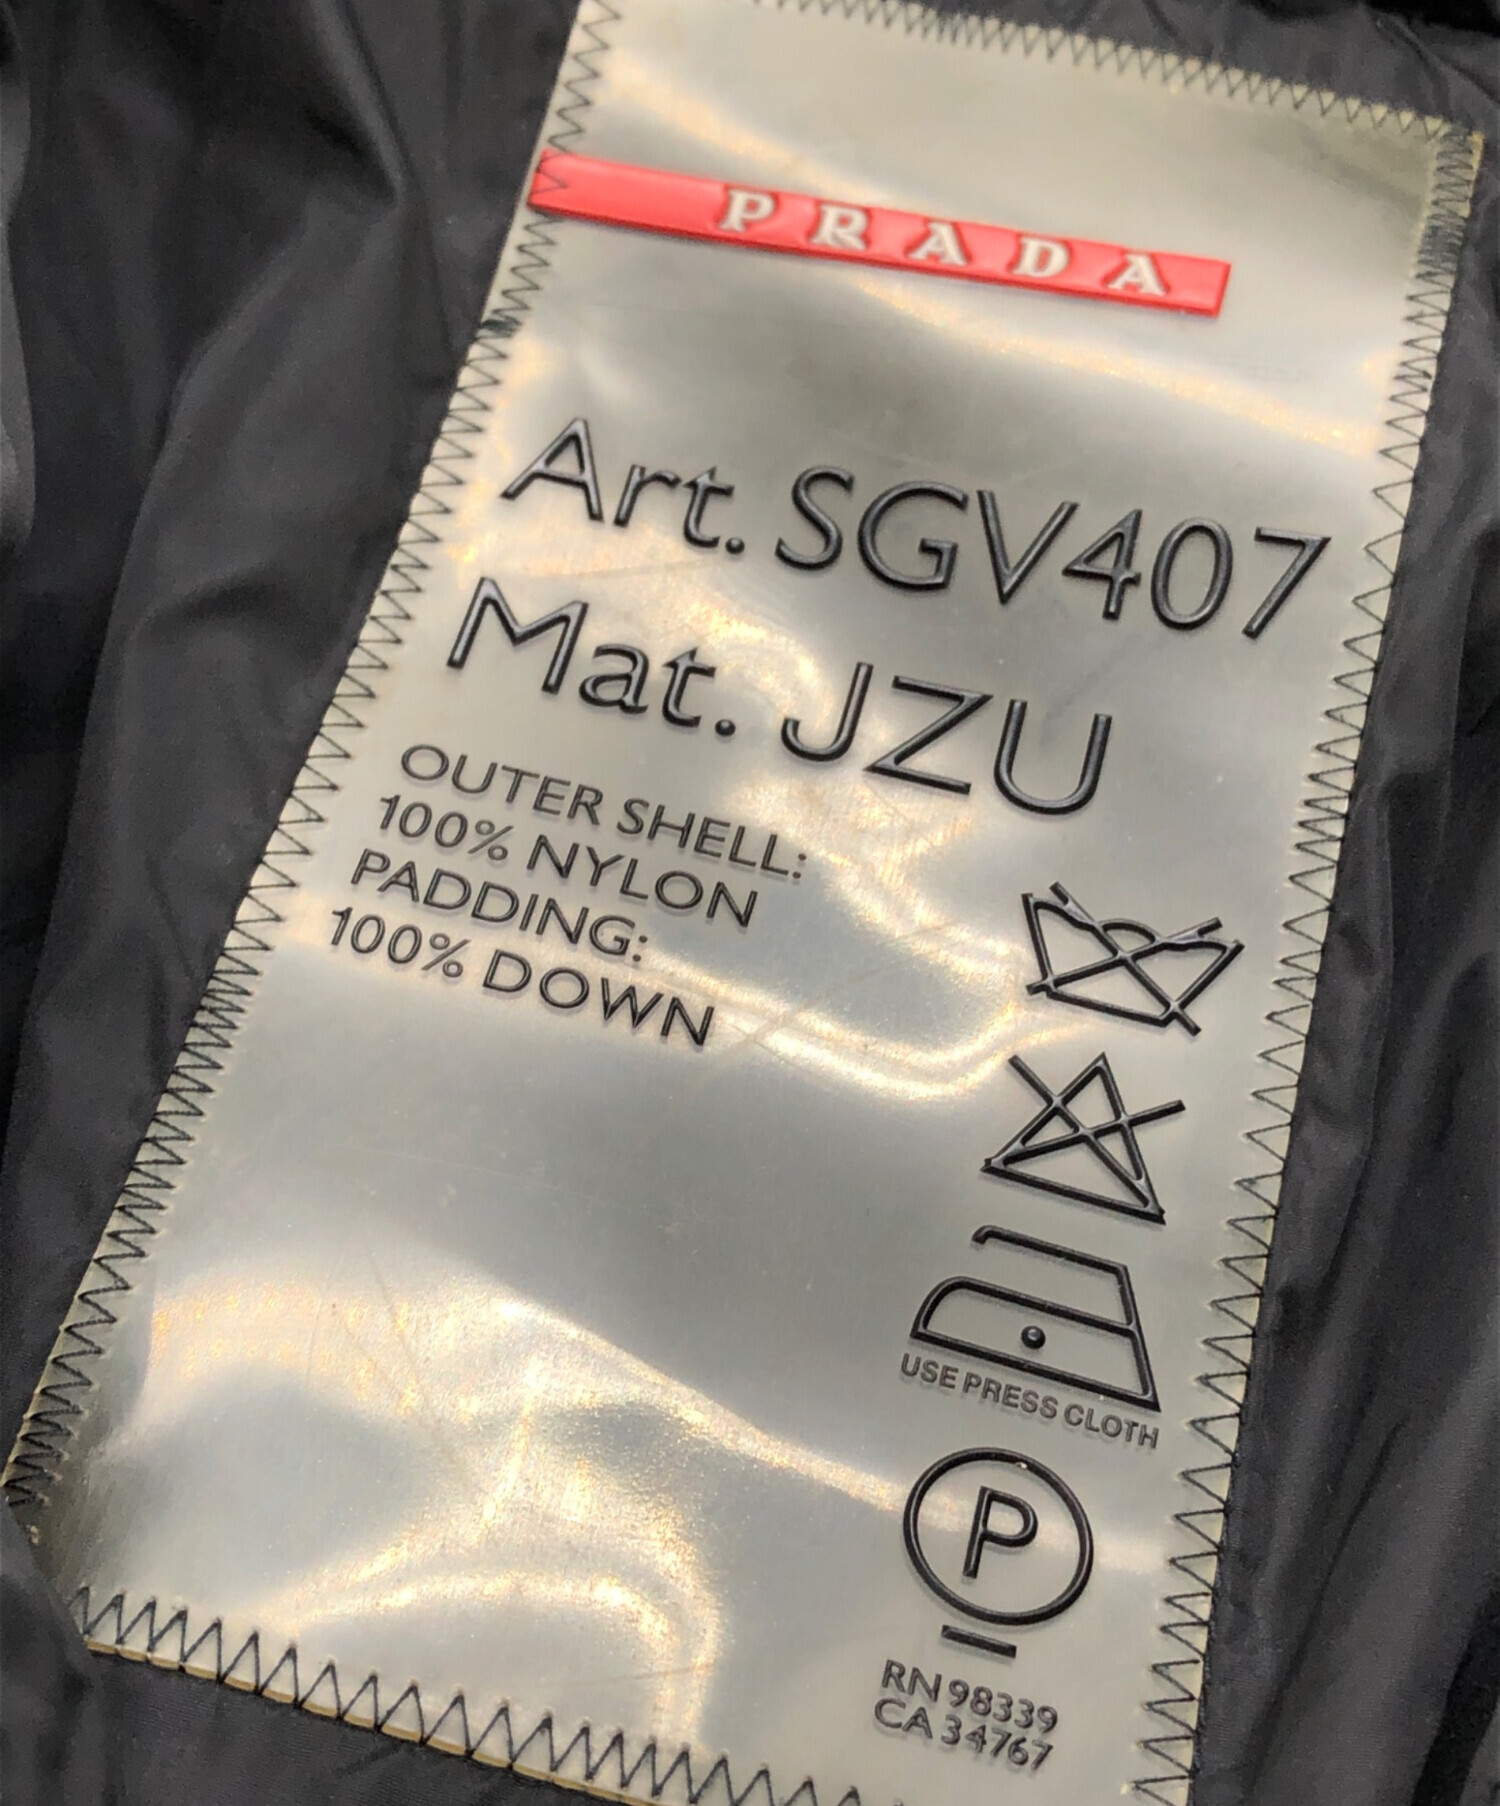 PRADA
Art. SGV407
Mat. JZU
OUTER SHELL:
100% NYLON
PADDING:
100% DOWN
USE PRESS CLOTH
P
RN 98339
CA 34767